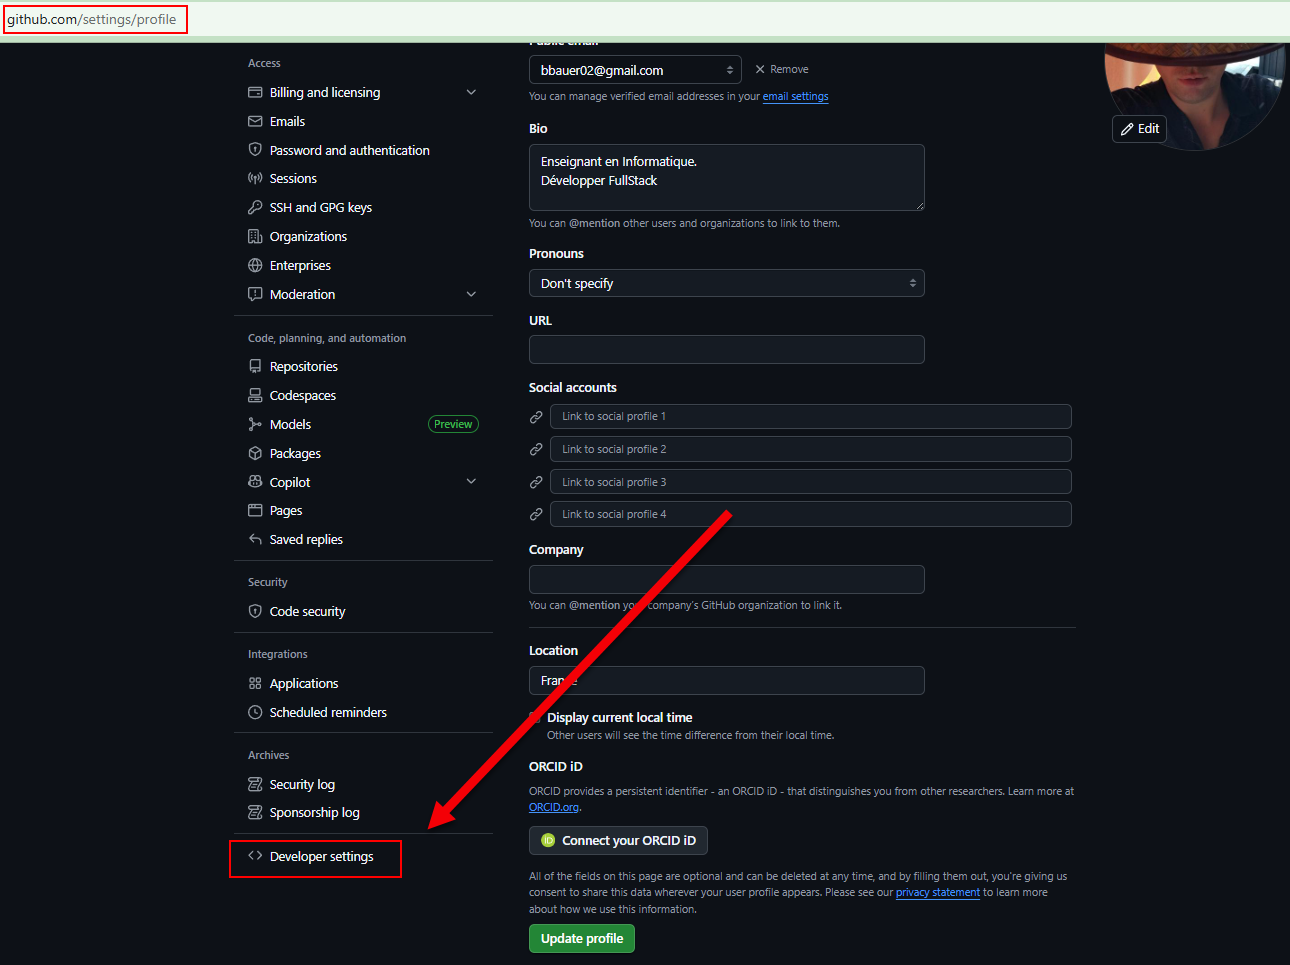 github.com/settings/profile
Access
Billing and licensing
Emails
Password and authentication
Sessions
SSH and GPG keys
Organizations
Enterprises
Moderation
Code, planning, and automation
Repositories
Codespaces
Models
Preview
Packages
Copilot
Pages
Saved replies
Security
Code security
Integrations
Applications
Scheduled reminders
Archives
Security log
Sponsorship log
Developer settings
Public email
bbauer02@gmail.com
Remove
You can manage verified email addresses in your email settings
Bio
Enseignant en Informatique.
Développer FullStack
You can @mention other users and organizations to link to them.
Pronouns
Don't specify
URL
Social accounts
Link to social profile 1
Link to social profile 2
Link to social profile 3
Link to social profile 4
Company
You can @mention your company's GitHub organization to link it.
Location
France
Display current local time
Other users will see the time difference from their local time.
ORCID iD
ORCID provides a persistent identifier - an ORCID iD - that distinguishes you from other researchers. Learn more at
ORCID.org.
iD Connect your ORCID iD
All of the fields on this page are optional and can be deleted at any time, and by filling them out, you're giving us
consent to share this data wherever your user profile appears. Please see our privacy statement to learn more
about how we use this information.
Update profile
Edit